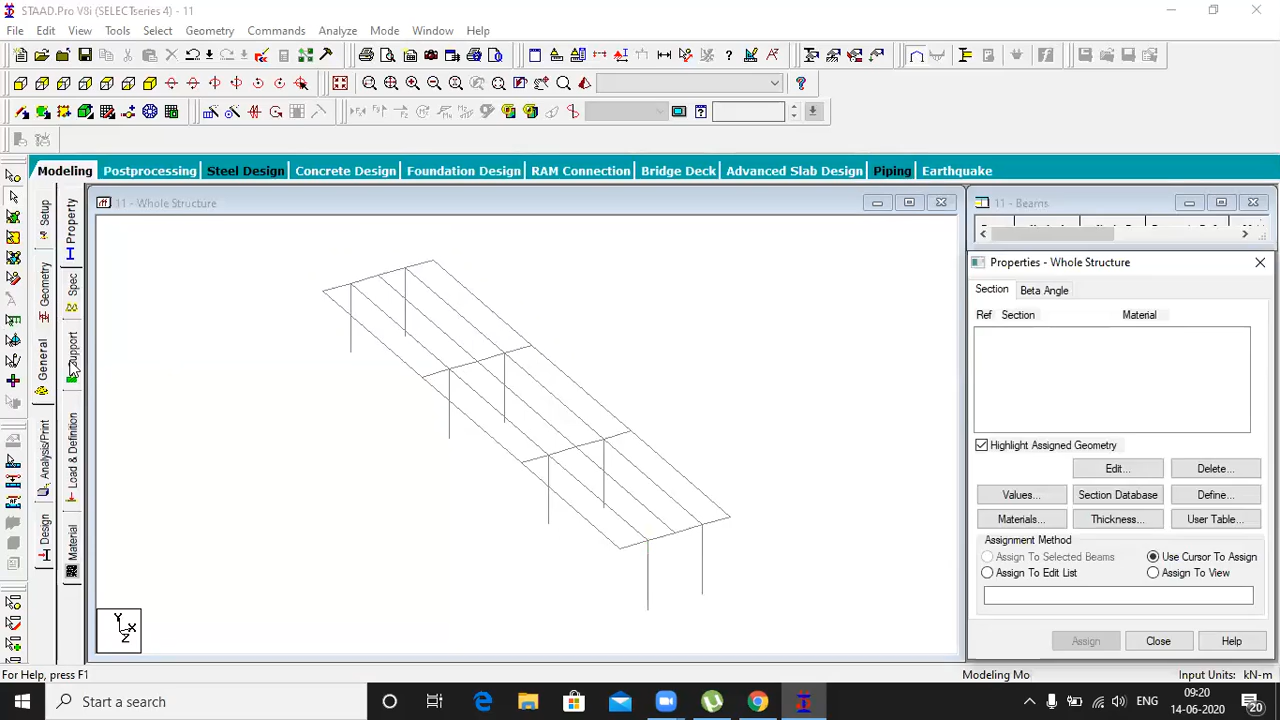 STAAD.Pro V8i (SELECTseries 4) - 11
File Edit View Tools Select Geometry Commands Analyze Mode Window Help
Modeling Postprocessing Steel Design Concrete Design Foundation Design RAM Connection Bridge Deck Advanced Slab Design Piping Earthquake
Setup
Geometry
General
Analysis/Print
Design
Property
Spec
Support
Load & Definition
Material
11 - Whole Structure
Y
X
Z
11 - Beams
Properties - Whole Structure
Section Beta Angle
Ref Section Material
Highlight Assigned Geometry
Edit... Delete...
Values... Section Database Define...
Materials... Thickness... User Table...
Assignment Method
Assign To Selected Beams Use Cursor To Assign
Assign To Edit List Assign To View
Assign Close Help
For Help, press F1
Modeling Mo
Input Units: kN-m
Start a search
ENG
09:20
14-06-2020
20